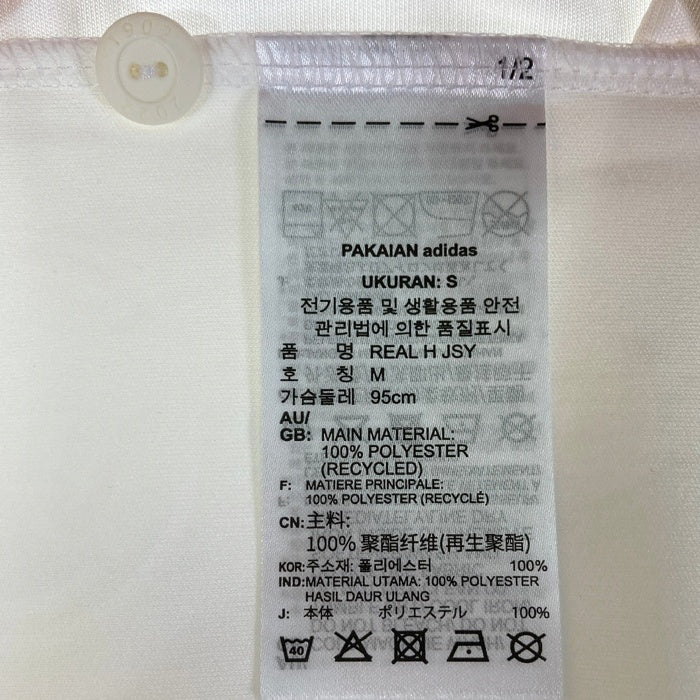 1902
2022
1/2
PAKAIAN adidas
UKURAN: S
전기용품 및 생활용품 안전
관리법에 의한 품질표시
품 명 REAL H JSY
호 칭 M
가슴둘레 95cm
AU/
GB: MAIN MATERIAL:
100% POLYESTER
(RECYCLED)
F: MATIERE PRINCIPALE:
100% POLYESTER (RECYCLÉ)
CN: 主料:
100% 聚酯纤维(再生聚酯)
KOR: 주소재: 폴리에스터 100%
IND: MATERIAL UTAMA: 100% POLYESTER
HASIL DAUR ULANG
J: 本体 ポリエステル 100%
40